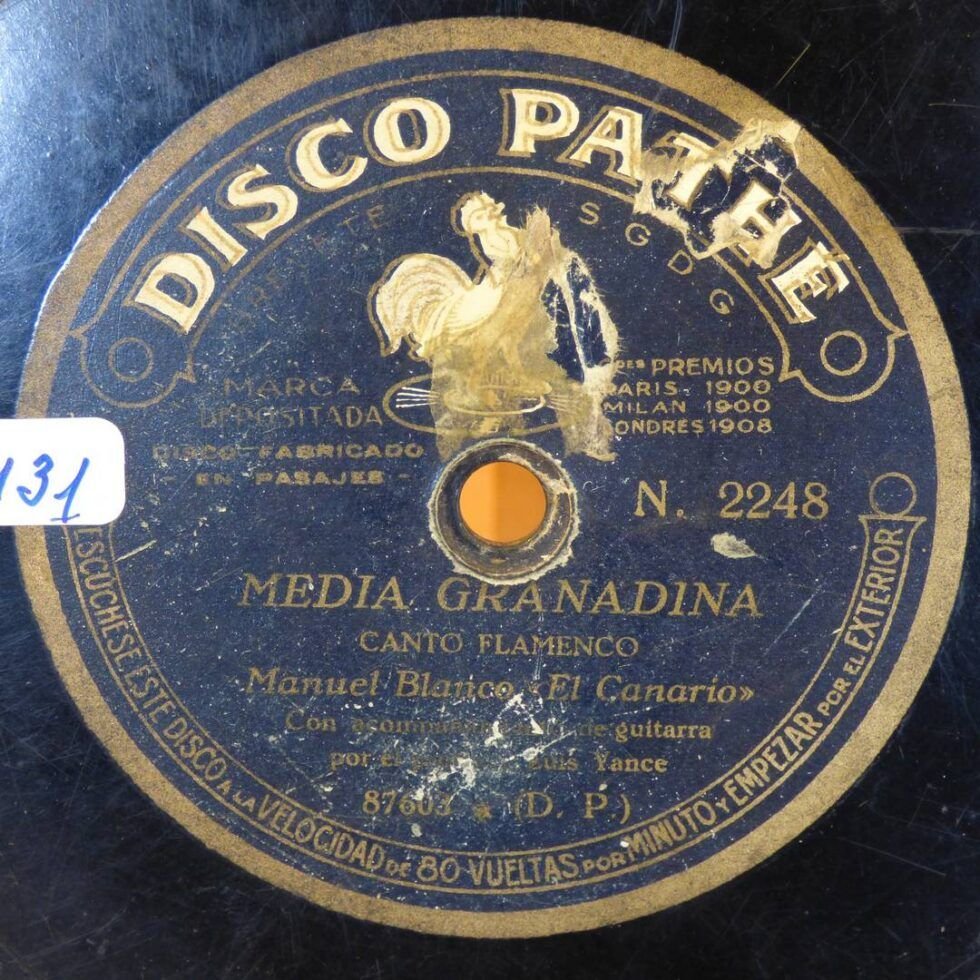 DISCO PATHÉ
S G D G
MARCA
DEPOSITADA
DISCO FABRICADO
- EN PASAJES -
PREMIOS
PARIS 1900
MILAN 1900
LONDRES 1908
131
N. 2248
MEDIA GRANADINA
CANTO FLAMENCO
Manuel Blanco «El Canario»
Con de guitarra
por el Luis Yance
(D. P.)
ESCUCHESE ESTE DISCO A LA VELOCIDAD DE 80 VUELTAS POR MINUTO Y EMPEZAR POR EL EXTERIOR